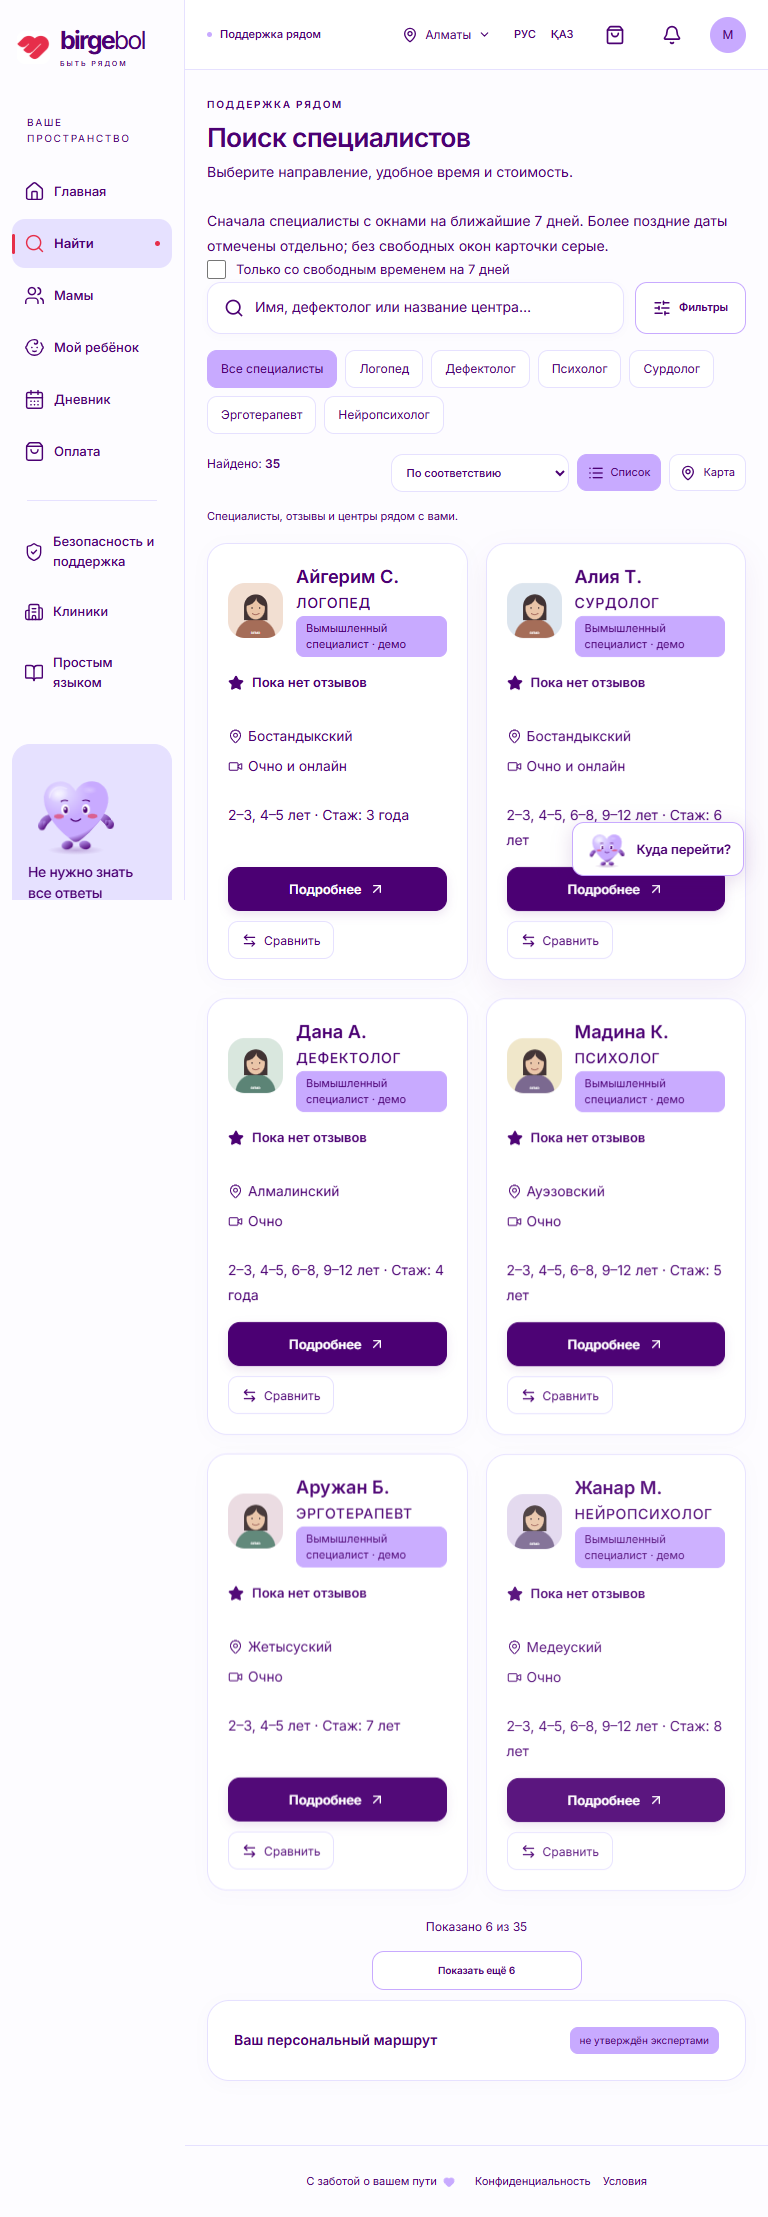 birgebol
БЫТЬ РЯДОМ
ВАШЕ
ПРОСТРАНСТВО
Главная
Найти
Мамы
Мой ребёнок
Дневник
Оплата
Безопасность и
поддержка
Клиники
Простым
языком
Не нужно знать
все ответы
Поддержка рядом
Алматы
РУС ҚАЗ
М
ПОДДЕРЖКА РЯДОМ
Поиск специалистов
Выберите направление, удобное время и стоимость.
Сначала специалисты с окнами на ближайшие 7 дней. Более поздние даты
отмечены отдельно; без свободных окон карточки серые.
Только со свободным временем на 7 дней
Имя, дефектолог или название центра...
Фильтры
Все специалисты Логопед Дефектолог Психолог Сурдолог
Эрготерапевт Нейропсихолог
Найдено: 35
По соответствию
Список
Карта
Специалисты, отзывы и центры рядом с вами.
Айгерим С.
ЛОГОПЕД
Вымышленный
специалист · демо
Пока нет отзывов
Бостандыкский
Очно и онлайн
2–3, 4–5 лет · Стаж: 3 года
Подробнее
Сравнить
Алия Т.
СУРДОЛОГ
Вымышленный
специалист · демо
Пока нет отзывов
Бостандыкский
Очно и онлайн
2–3, 4–5, 6–8, 9–12 лет · Стаж: 6
лет
Куда перейти?
Подробнее
Сравнить
Дана А.
ДЕФЕКТОЛОГ
Вымышленный
специалист · демо
Пока нет отзывов
Алмалинский
Очно
2–3, 4–5, 6–8, 9–12 лет · Стаж: 4
года
Подробнее
Сравнить
Мадина К.
ПСИХОЛОГ
Вымышленный
специалист · демо
Пока нет отзывов
Ауэзовский
Очно
2–3, 4–5, 6–8, 9–12 лет · Стаж: 5
лет
Подробнее
Сравнить
Аружан Б.
ЭРГОТЕРАПЕВТ
Вымышленный
специалист · демо
Пока нет отзывов
Жетысуский
Очно
2–3, 4–5 лет · Стаж: 7 лет
Подробнее
Сравнить
Жанар М.
НЕЙРОПСИХОЛОГ
Вымышленный
специалист · демо
Пока нет отзывов
Медеуский
Очно
2–3, 4–5, 6–8, 9–12 лет · Стаж: 8
лет
Подробнее
Сравнить
Показано 6 из 35
Показать ещё 6
Ваш персональный маршрут
не утверждён экспертами
С заботой о вашем пути
Конфиденциальность
Условия